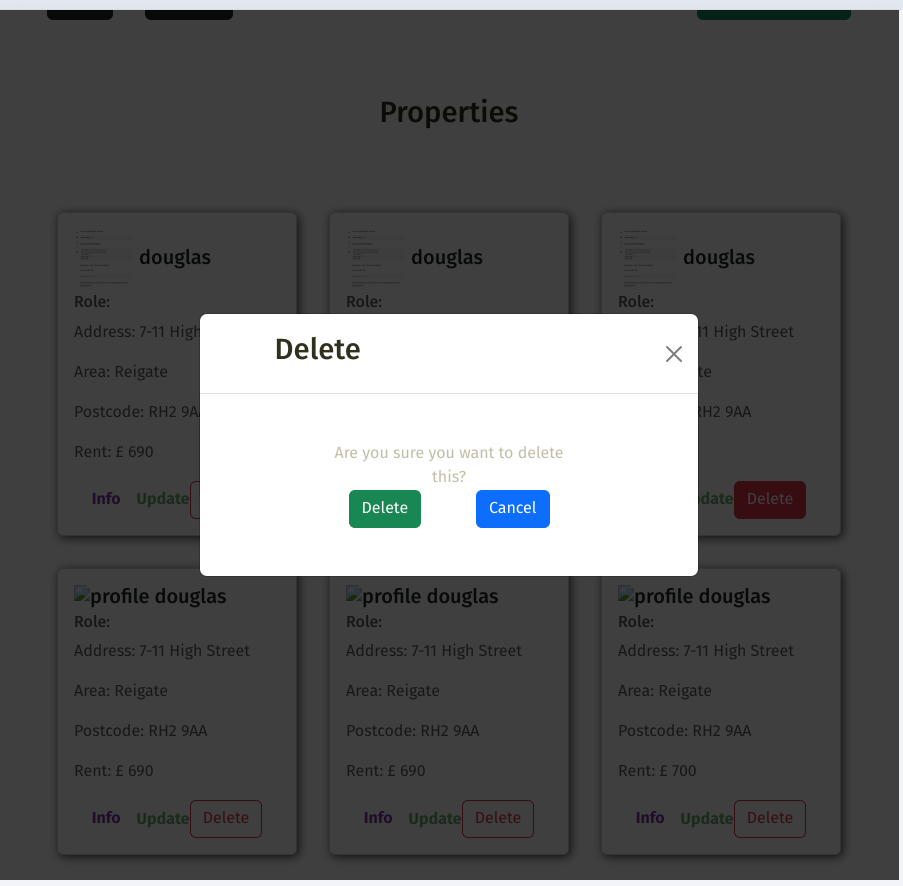 Properties
douglas
douglas
douglas
Role:
Role:
Role:
Address: 7-11 High
11 High Street
Area: Reigate
Postcode: RH2 9A
RH2 9AA
Rent: £ 690
Info Update
Delete
Delete
Are you sure you want to delete
this?
Delete Cancel
profile douglas
Role:
Address: 7-11 High Street
Area: Reigate
Postcode: RH2 9AA
Rent: £ 690
Info Update Delete
profile douglas
Role:
Address: 7-11 High Street
Area: Reigate
Postcode: RH2 9AA
Rent: £ 690
Info Update Delete
profile douglas
Role:
Address: 7-11 High Street
Area: Reigate
Postcode: RH2 9AA
Rent: £ 700
Info Update Delete